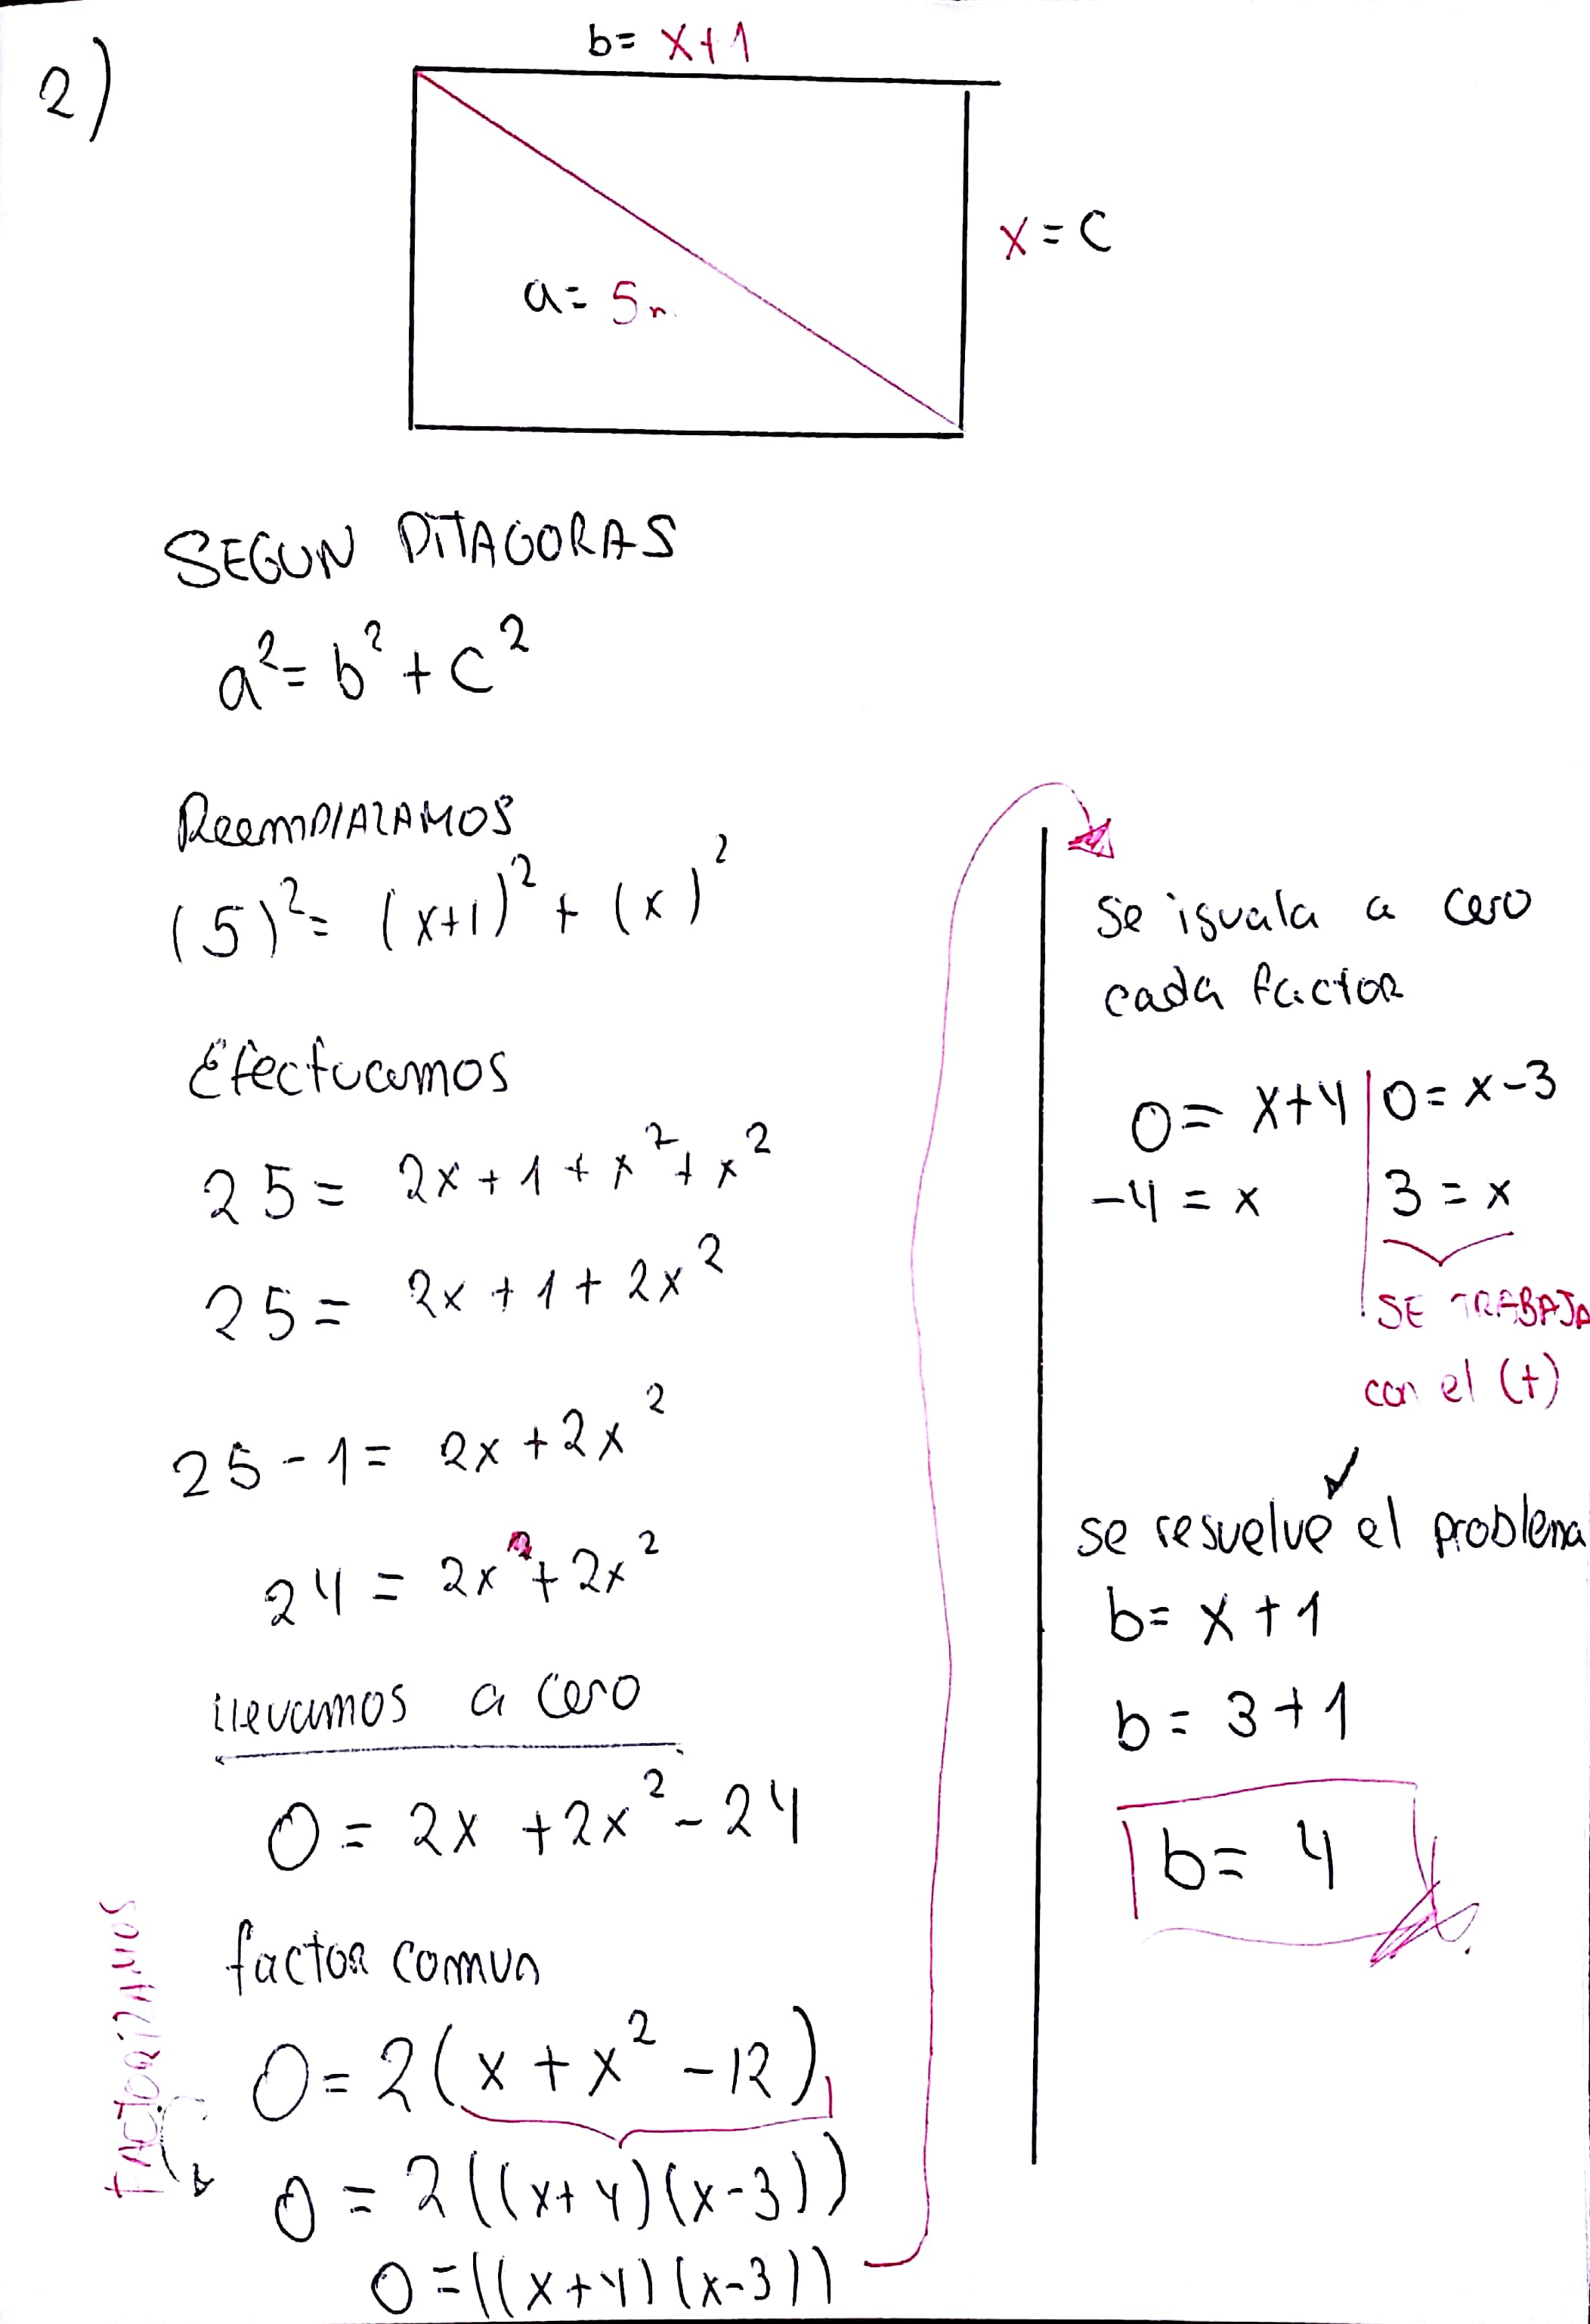 2)
b= x+1
x=c
a= 5m
SEGUN PITAGORAS
a²= b²+c²
ReemplAzAMOS
(5)²= (x+1)²+ (x)²
Efectuamos
25= 2x+1+x²+x²
25= 2x+1+2x²
25-1= 2x+2x²
24= 2x+2x²
llevamos a cero
0= 2x+2x²-24
factor comun
FACTORIZAMOS
0= 2(x+x²-12)
0= 2((x+4)(x-3))
0=((x+4)(x-3))
se iguala a cero
cada factor
0= x+4 | 0= x-3
-4=x | 3=x
SE TRABAJA
con el (+)
se resuelve el problema
b= x+1
b= 3+1
b= 4